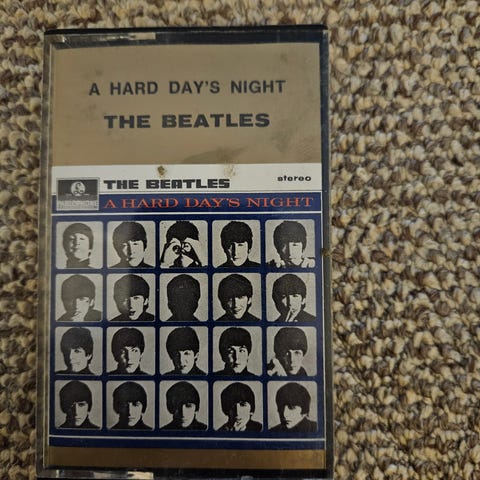 A HARD DAY'S NIGHT
THE BEATLES
PARLOPHONE
THE BEATLES
stereo
A HARD DAY'S NIGHT